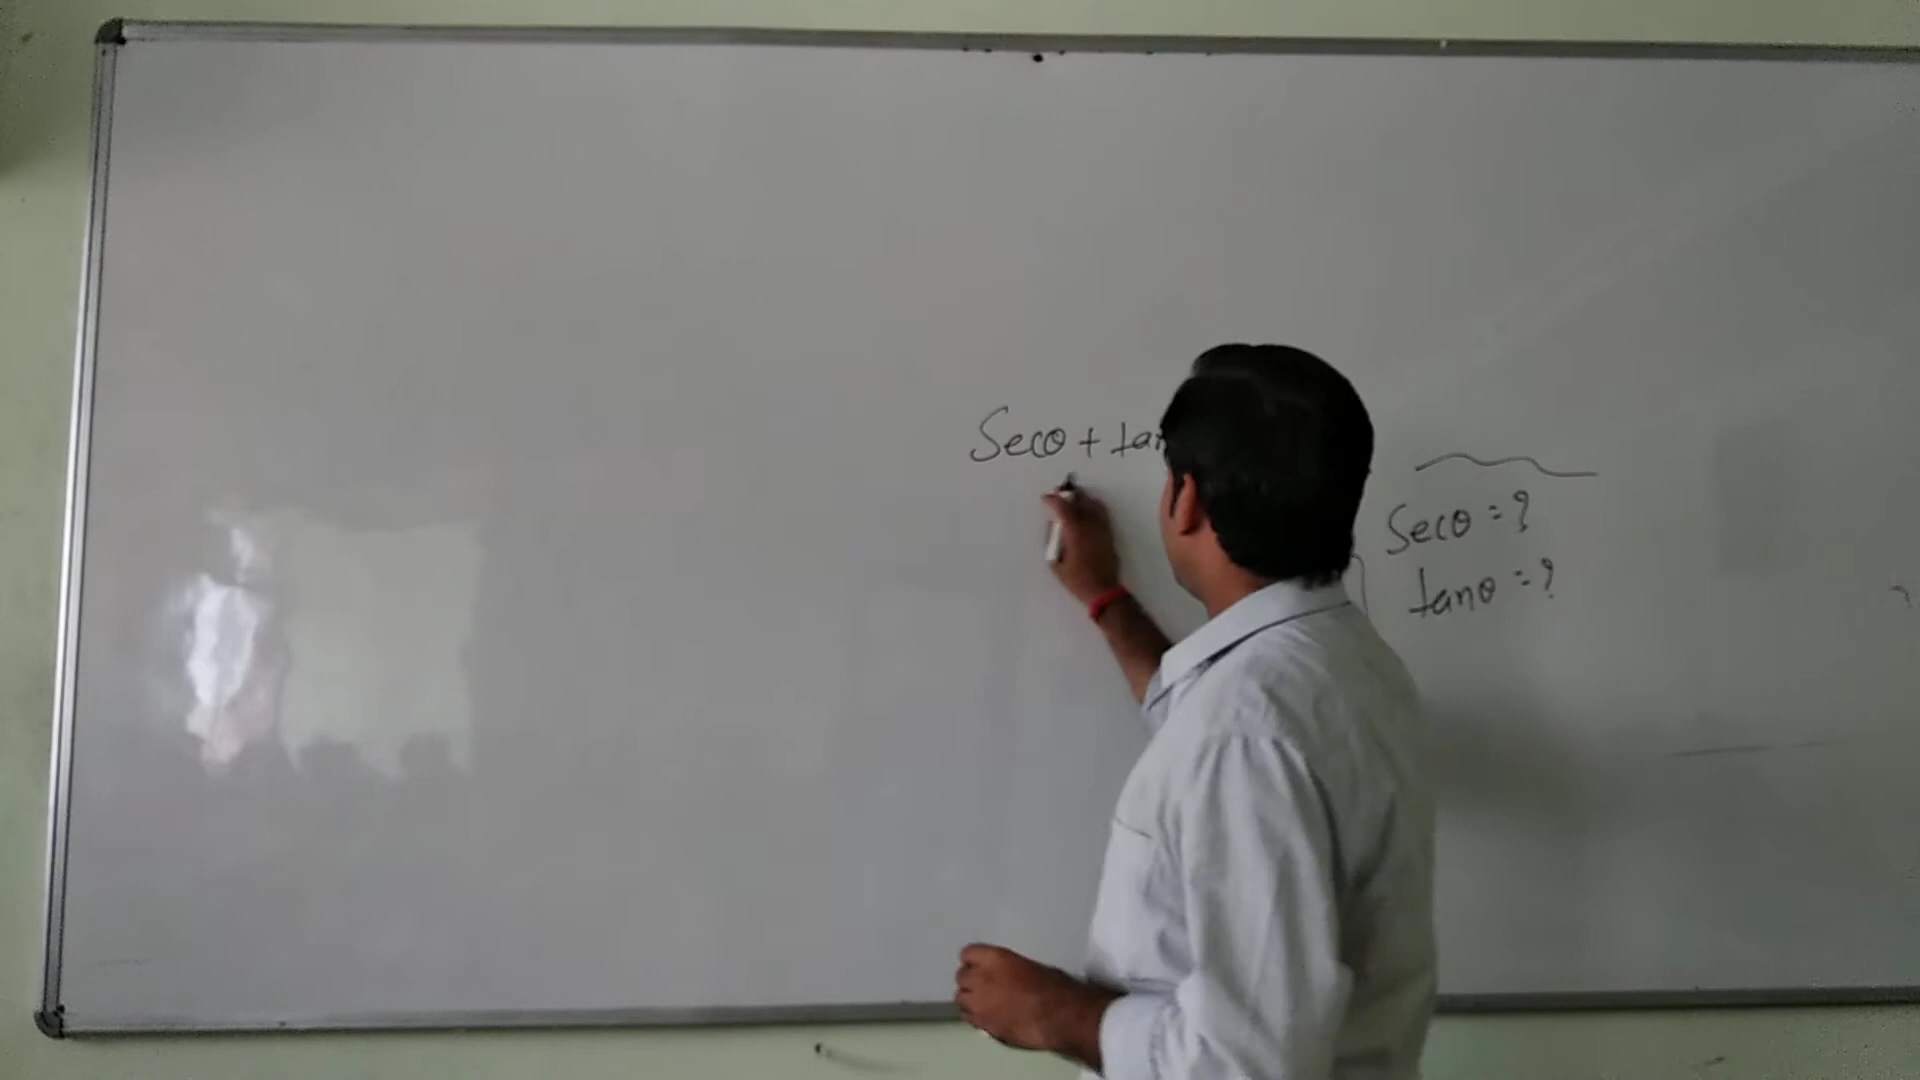 Secθ + tan
Secθ = ?
tanθ = ?